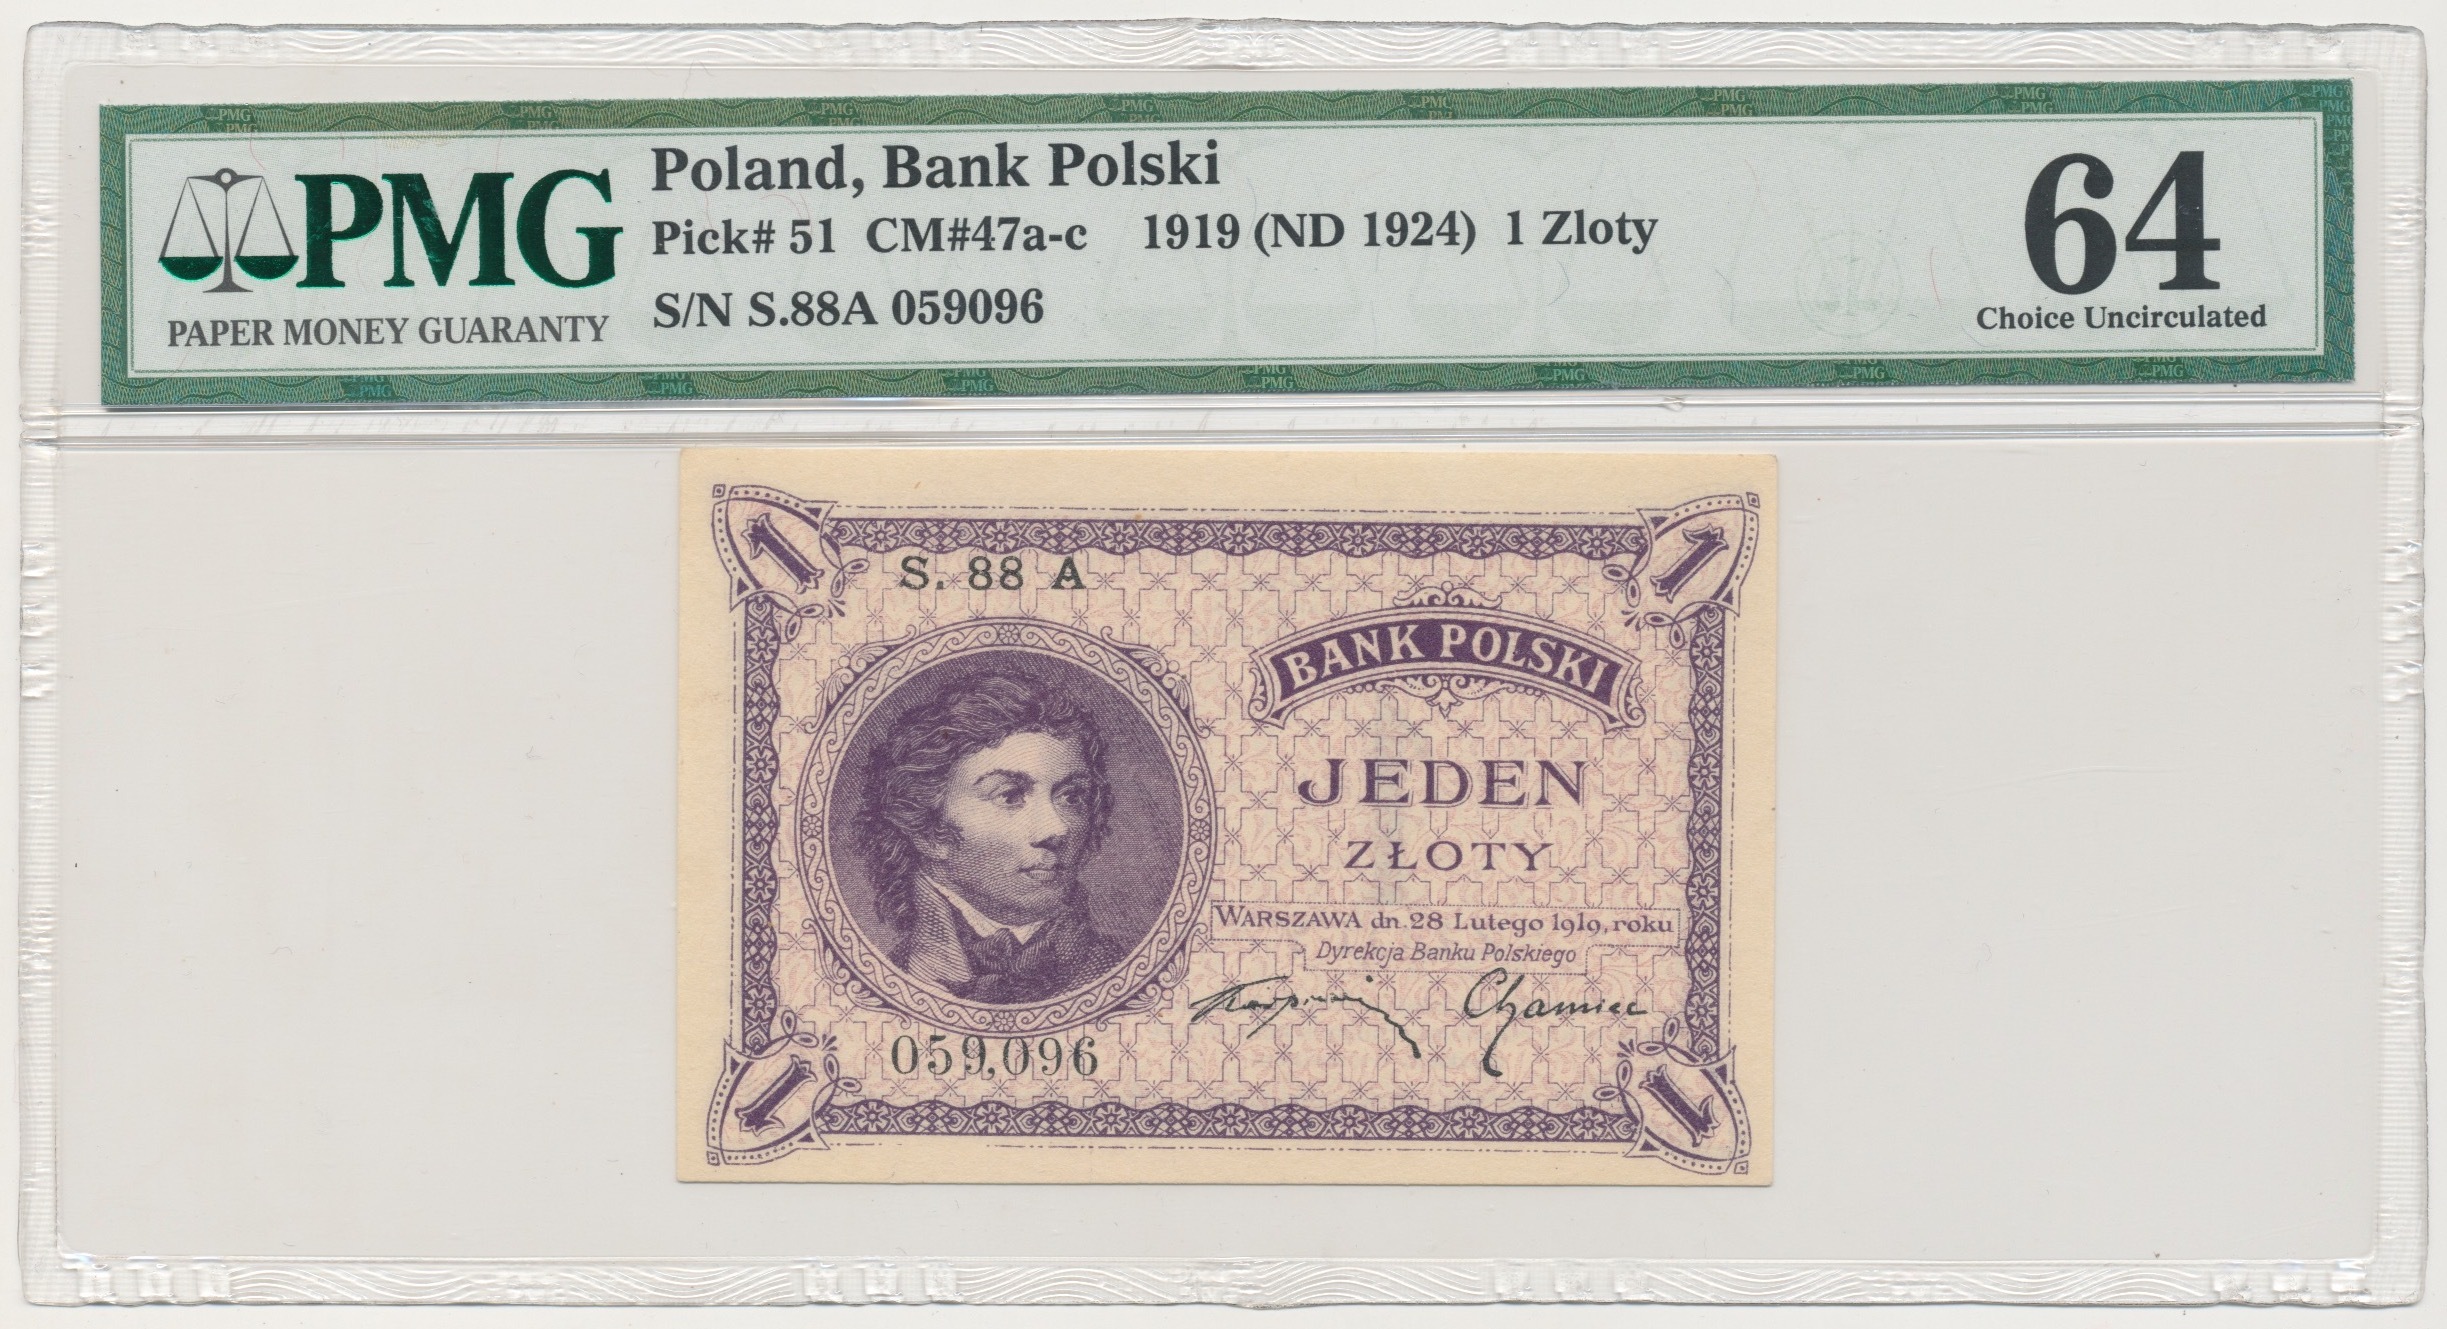 PMG
PAPER MONEY GUARANTY
Poland, Bank Polski
Pick# 51 CM#47a-c 1919 (ND 1924) 1 Zloty
S/N S.88A 059096
64
Choice Uncirculated
1 1
S. 88 A
BANK POLSKI
JEDEN
ZŁOTY
WARSZAWA dn. 28 Lutego 1919, roku
Dyrekcja Banku Polskiego
Karpiński Chamiec
059,096
1 1